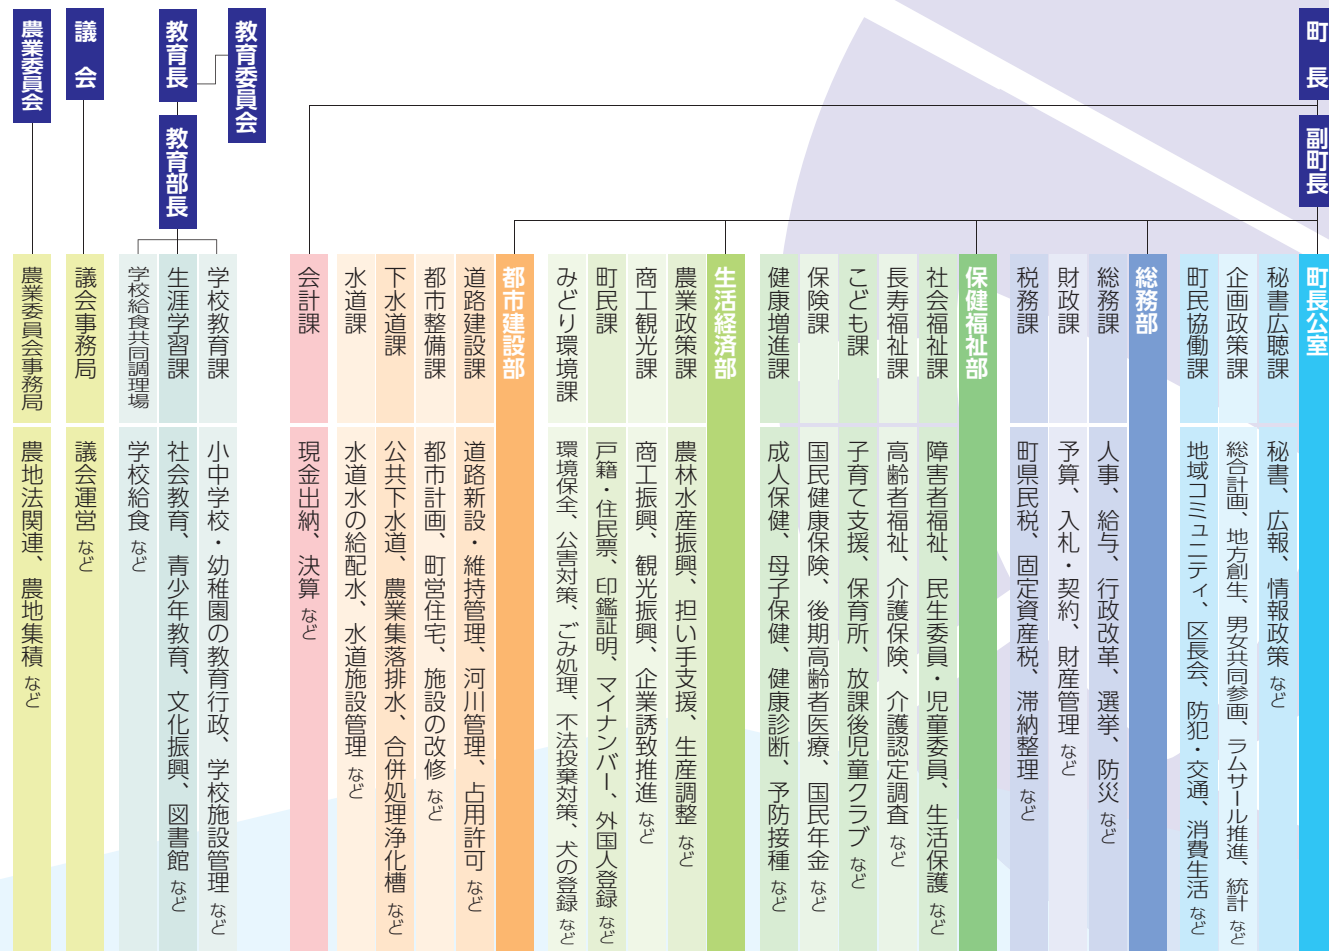 町長
副町長
町長公室
秘書広聴課
秘書、広報、情報政策 など
企画政策課
総合計画、地方創生、男女共同参画、ラムサール推進、統計 など
町民協働課
地域コミュニティ、区長会、防犯・交通、消費生活 など
総務部
総務課
人事、給与、行政改革、選挙、防災 など
財政課
予算、入札・契約、財産管理 など
税務課
町県民税、固定資産税、滞納整理 など
保健福祉部
社会福祉課
障害者福祉、民生委員・児童委員、生活保護 など
長寿福祉課
高齢者福祉、介護保険、介護認定調査 など
こども課
子育て支援、保育所、放課後児童クラブ など
保険課
国民健康保険、後期高齢者医療、国民年金 など
健康増進課
成人保健、母子保健、健康診断、予防接種 など
生活経済部
農業政策課
農林水産振興、担い手支援、生産調整 など
商工観光課
商工振興、観光振興、企業誘致推進 など
町民課
戸籍・住民票、印鑑証明、マイナンバー、外国人登録 など
みどり環境課
環境保全、公害対策、ごみ処理、不法投棄対策、犬の登録 など
都市建設部
道路建設課
道路新設・維持管理、河川管理、占用許可 など
都市整備課
都市計画、町営住宅、施設の改修 など
下水道課
公共下水道、農業集落排水、合併処理浄化槽 など
水道課
水道水の給配水、水道施設管理 など
会計課
現金出納、決算 など
教育委員会
教育長
教育部長
学校教育課
小中学校・幼稚園の教育行政、学校施設管理 など
生涯学習課
社会教育、青少年教育、文化振興、図書館 など
学校給食共同調理場
学校給食 など
議会
議会事務局
議会運営 など
農業委員会
農業委員会事務局
農地法関連、農地集積 など